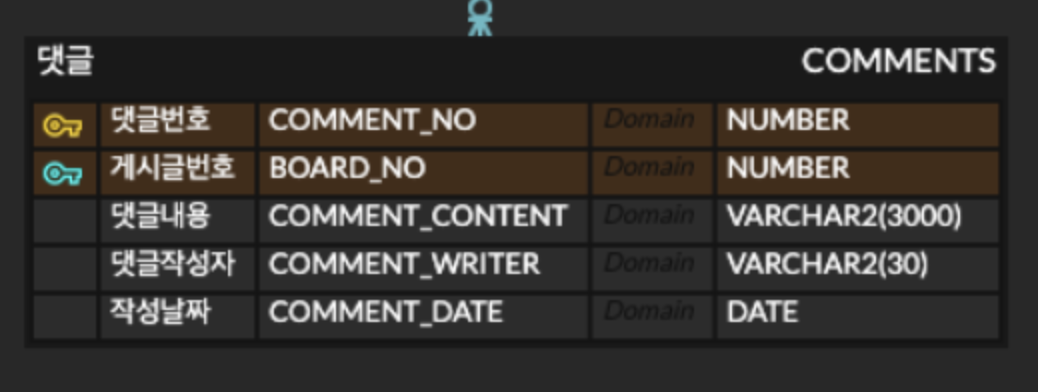 댓글 COMMENTS
댓글번호 COMMENT_NO Domain NUMBER
게시글번호 BOARD_NO Domain NUMBER
댓글내용 COMMENT_CONTENT Domain VARCHAR2(3000)
댓글작성자 COMMENT_WRITER Domain VARCHAR2(30)
작성날짜 COMMENT_DATE Domain DATE